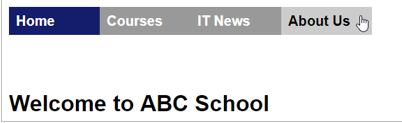 Home Courses IT News About Us
Welcome to ABC School